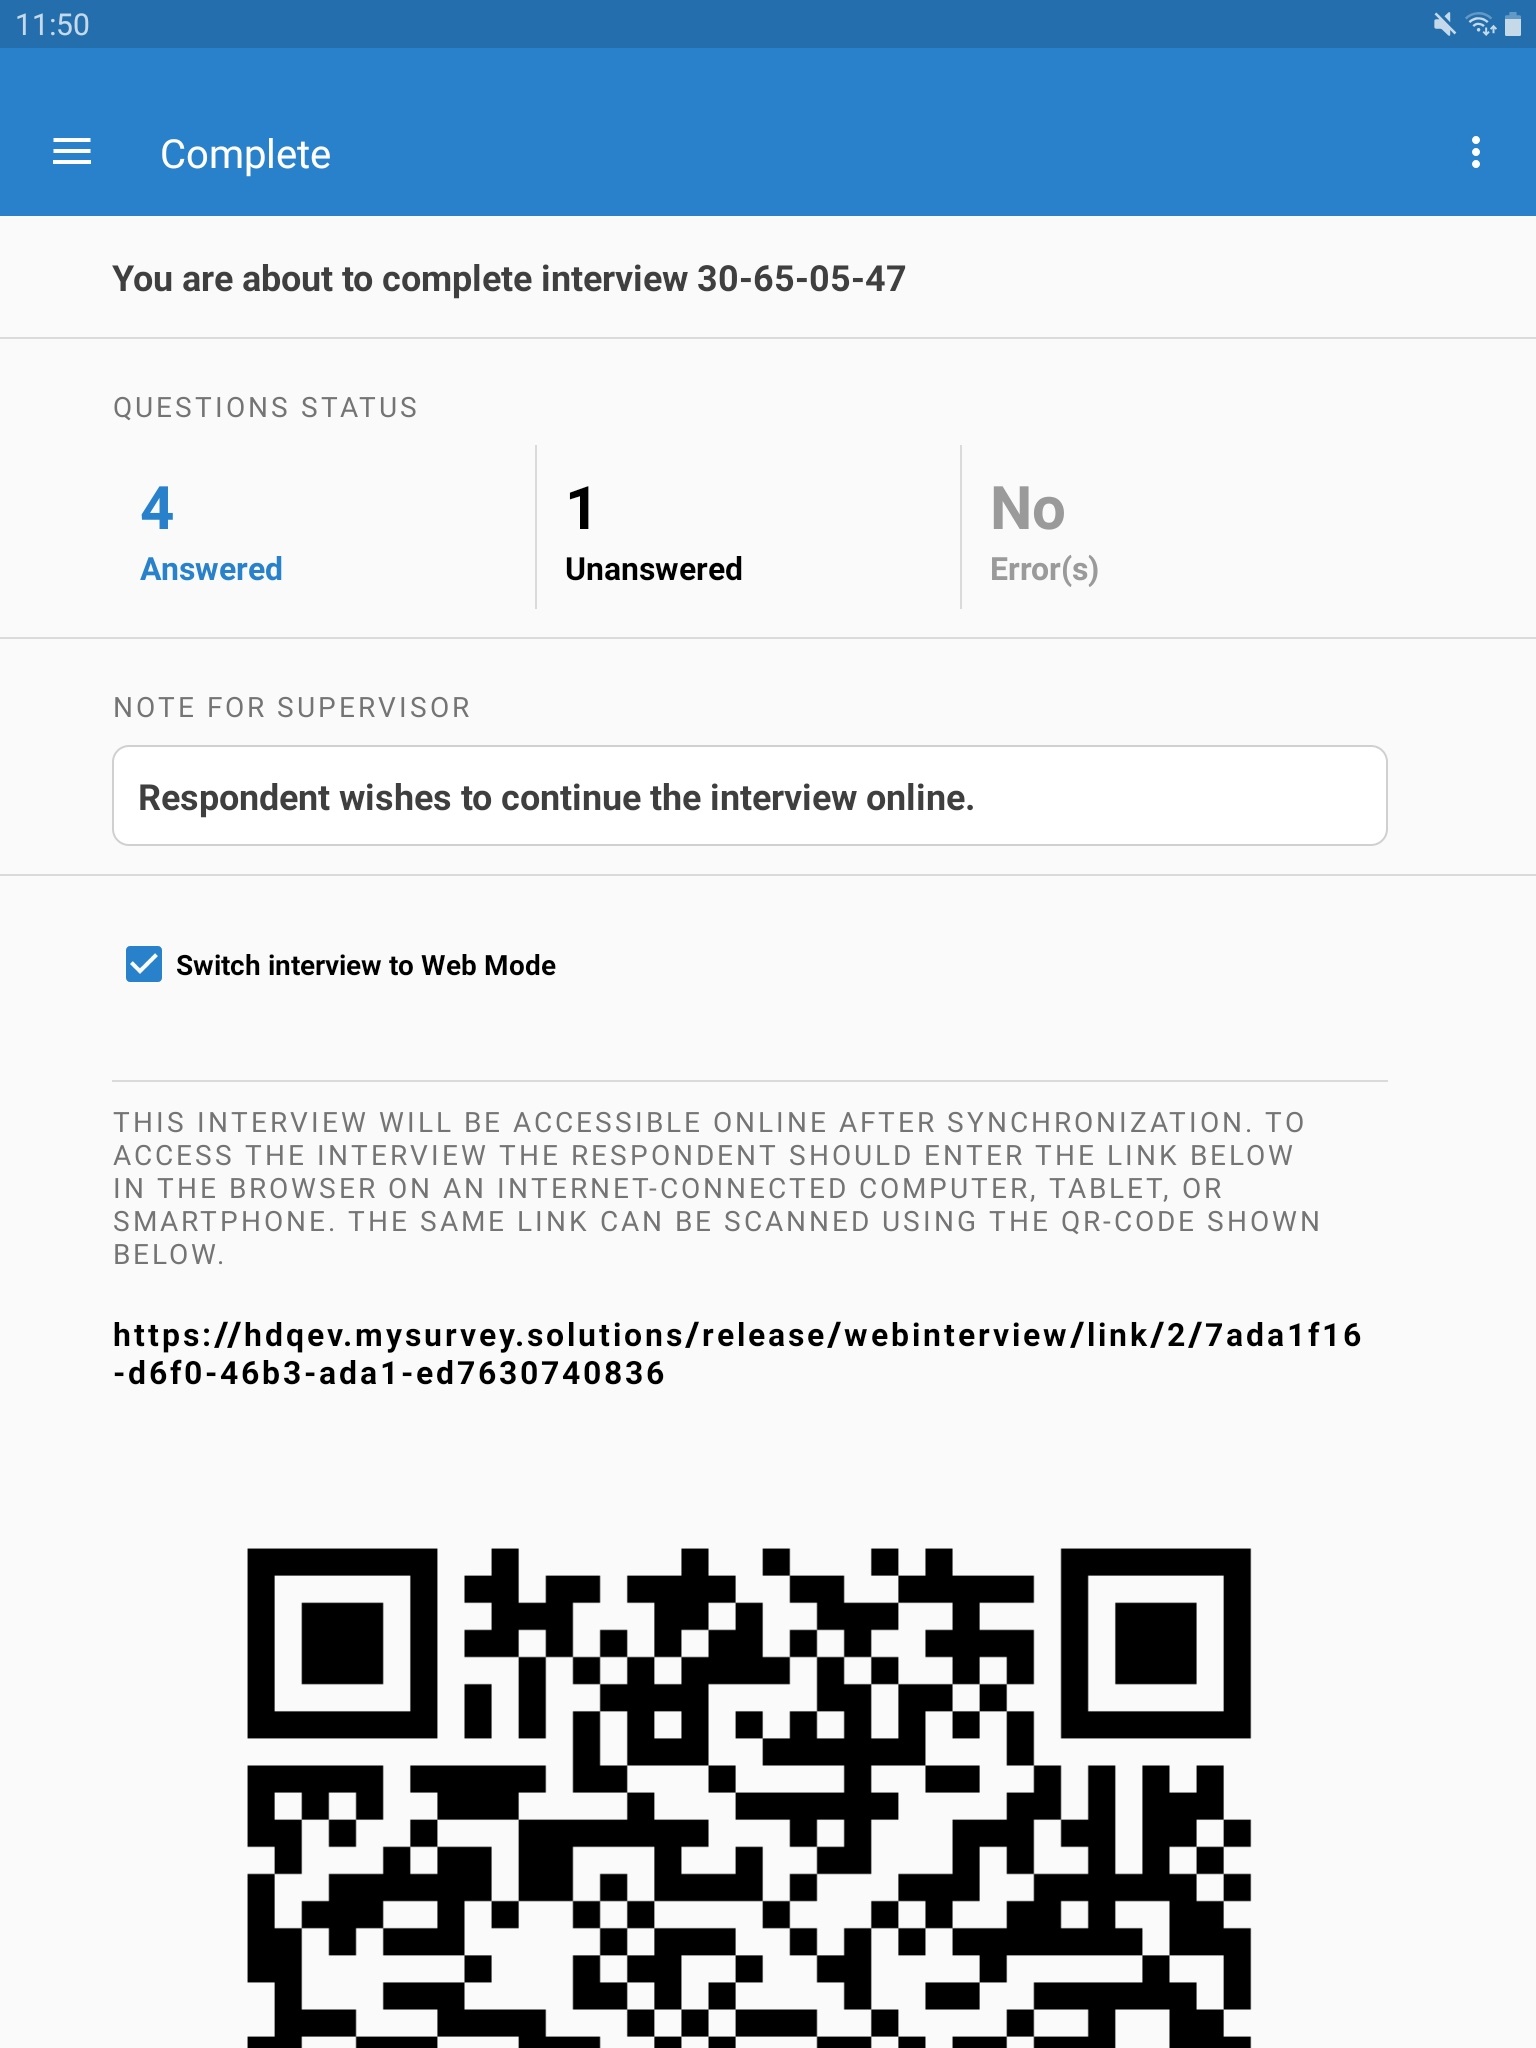 11:50
Complete
You are about to complete interview 30-65-05-47
QUESTIONS STATUS
4
Answered
1
Unanswered
No
Error(s)
NOTE FOR SUPERVISOR
Respondent wishes to continue the interview online.
Switch interview to Web Mode
THIS INTERVIEW WILL BE ACCESSIBLE ONLINE AFTER SYNCHRONIZATION. TO
ACCESS THE INTERVIEW THE RESPONDENT SHOULD ENTER THE LINK BELOW
IN THE BROWSER ON AN INTERNET-CONNECTED COMPUTER, TABLET, OR
SMARTPHONE. THE SAME LINK CAN BE SCANNED USING THE QR-CODE SHOWN
BELOW.
https://hdqev.mysurvey.solutions/release/webinterview/link/2/7ada1f16
-d6f0-46b3-ada1-ed7630740836